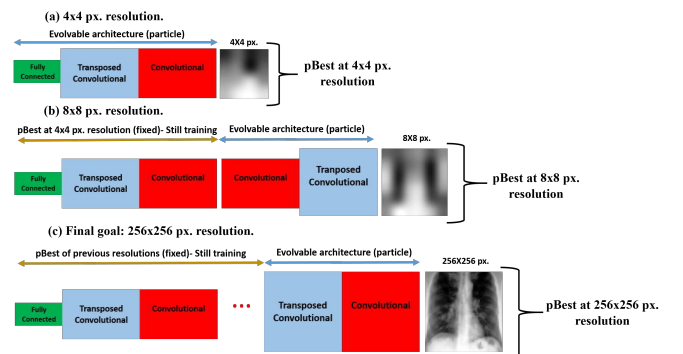 (a) 4x4 px. resolution.
Evolvable architecture (particle)
4X4 px.
Fully
Connected
Transposed
Convolutional
Convolutional
pBest at 4x4 px.
resolution
(b) 8x8 px. resolution.
pBest at 4x4 px. resolution (fixed)- Still training
Evolvable architecture (particle)
8X8 px.
Fully
Connected
Transposed
Convolutional
Convolutional
Convolutional
Tranposed
Convolutional
pBest at 8x8 px.
resolution
(c) Final goal: 256x256 px. resolution.
pBest of previous resolutions (fixed)- Still training
Evolvable architecture (particle)
256X256 px.
Fully
Connected
Transposed
Convolutional
Convolutional
...
Transposed
Convolutional
Convolutional
pBest at 256x256 px.
resolution